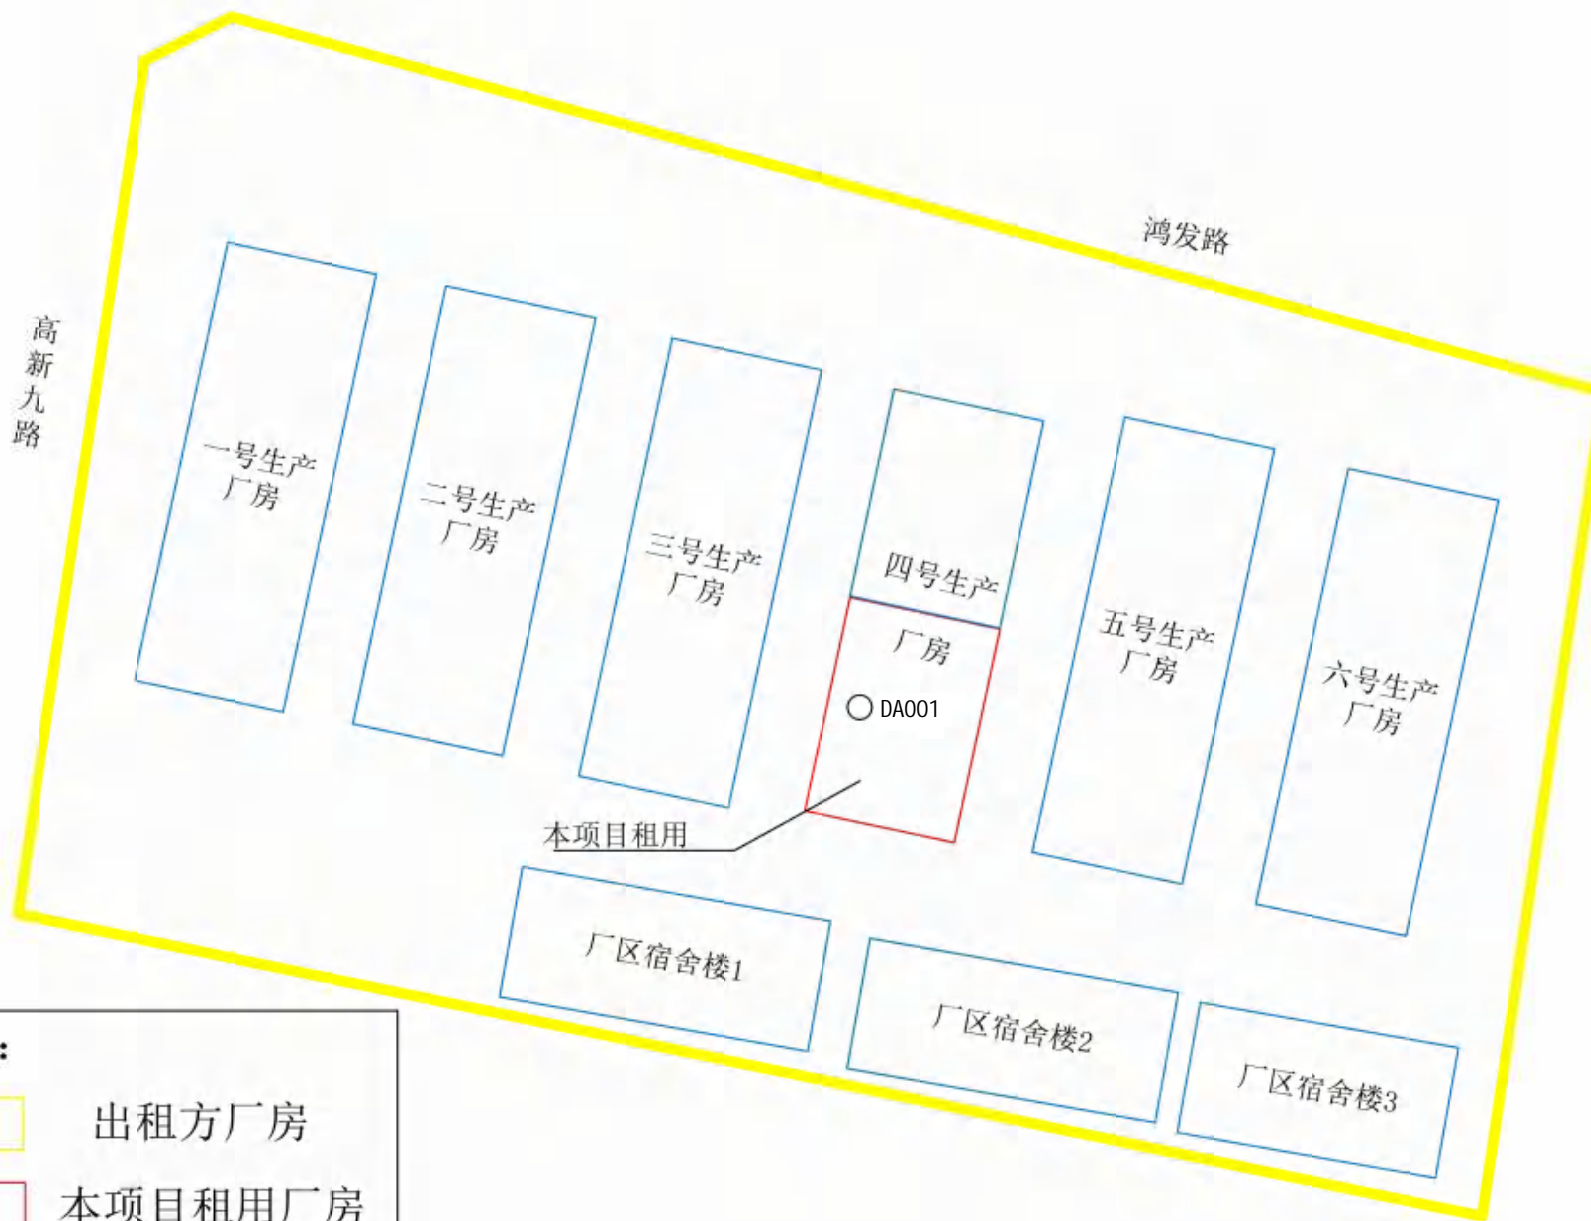 鸿发路
高新九路
一号生产
厂房
二号生产
厂房
三号生产
厂房
四号生产
厂房
DA001
五号生产
厂房
六号生产
厂房
本项目租用
厂区宿舍楼1
厂区宿舍楼2
厂区宿舍楼3
：
出租方厂房
本项目租用厂房